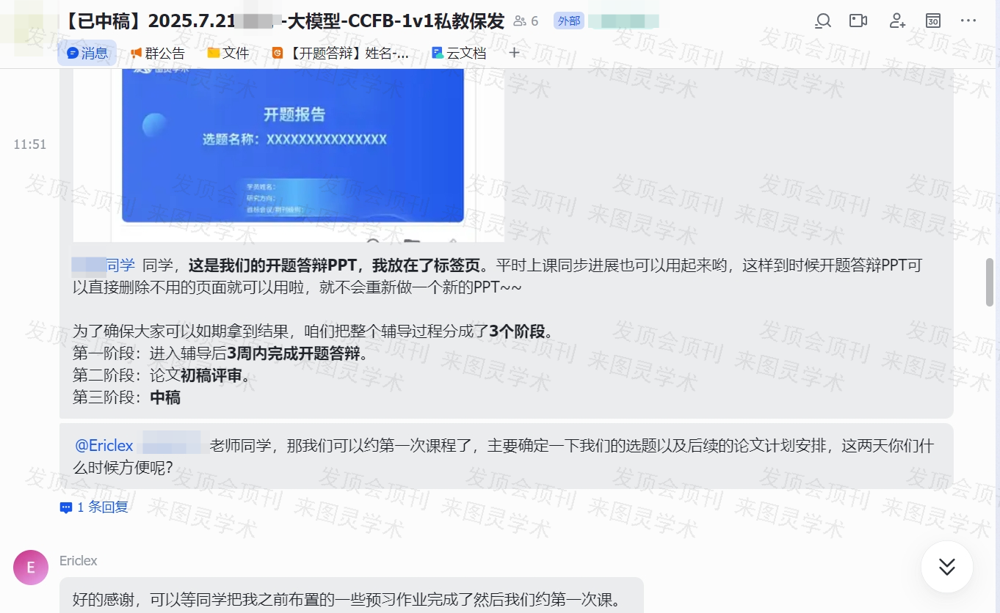 【已中稿】2025.7.21 -大模型-CCFB-1v1私教保发 6 外部
消息 群公告 文件 【开题答辩】姓名-... 云文档
图灵学术
开题报告
选题名称：XXXXXXXXXXXXXXX
11:51
学员姓名：
研究方向：
目标会议/期刊级别：
同学 同学，这是我们的开题答辩PPT，我放在了标签页。平时上课同步进展也可以用起来哟，这样到时候开题答辩PPT可
以直接删除不用的页面就可以用啦，就不会重新做一个新的PPT~~
为了确保大家可以如期拿到结果，咱们把整个辅导过程分成了3个阶段。
第一阶段：进入辅导后3周内完成开题答辩。
第二阶段：论文初稿评审。
第三阶段：中稿
@Ericlex 老师同学，那我们可以约第一次课程了，主要确定一下我们的选题以及后续的论文计划安排，这两天你们什
么时候方便呢？
1 条回复
E
Ericlex
好的感谢，可以等同学把我之前布置的一些预习作业完成了然后我们约第一次课。
发顶会顶刊
来图灵学术